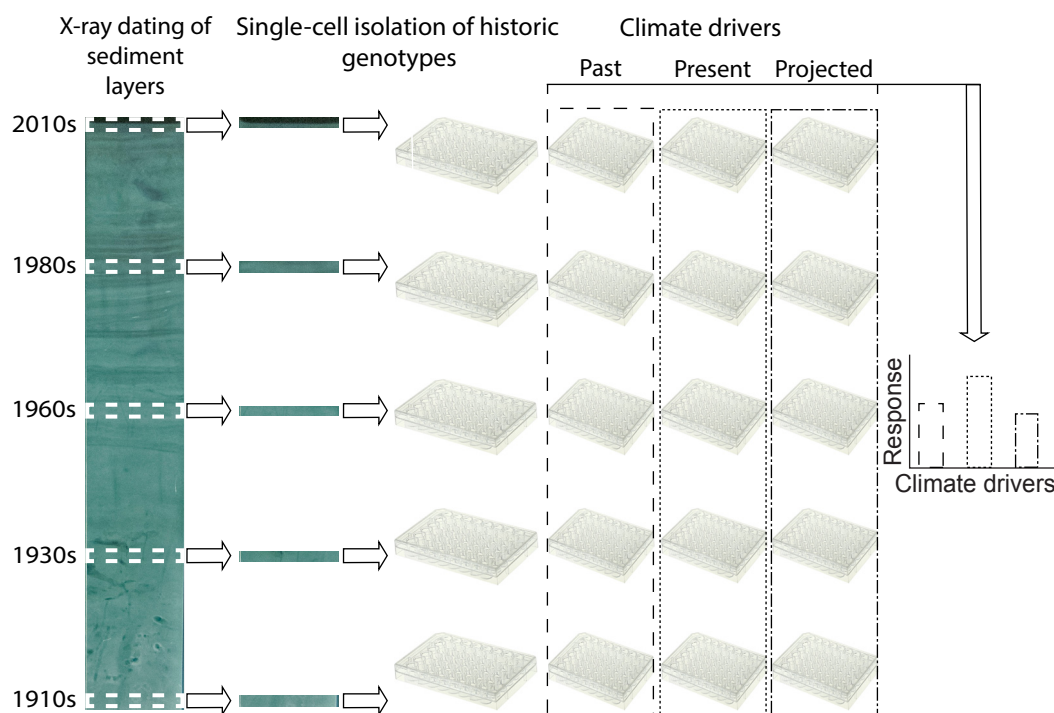 X-ray dating of
sediment
layers
Single-cell isolation of historic
genotypes
Climate drivers
Past
Present
Projected
2010s
1980s
1960s
1930s
1910s
Response
Climate drivers